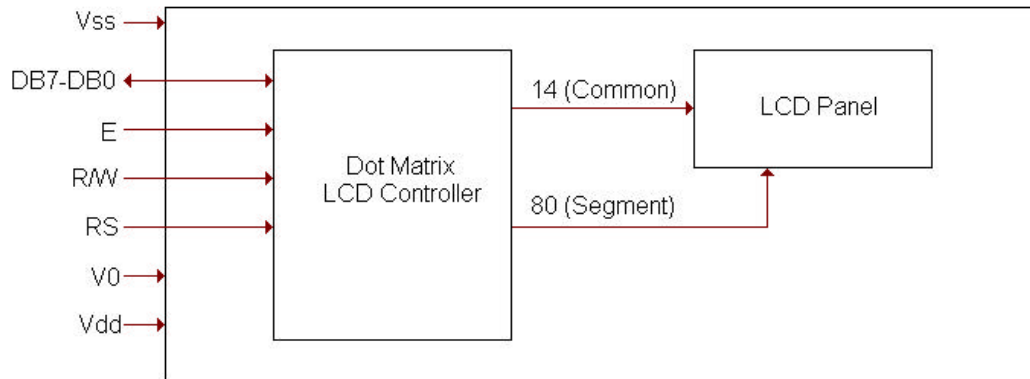 Vss
DB7-DB0
E
R/W
RS
V0
Vdd
Dot Matrix
LCD Controller
14 (Common)
80 (Segment)
LCD Panel